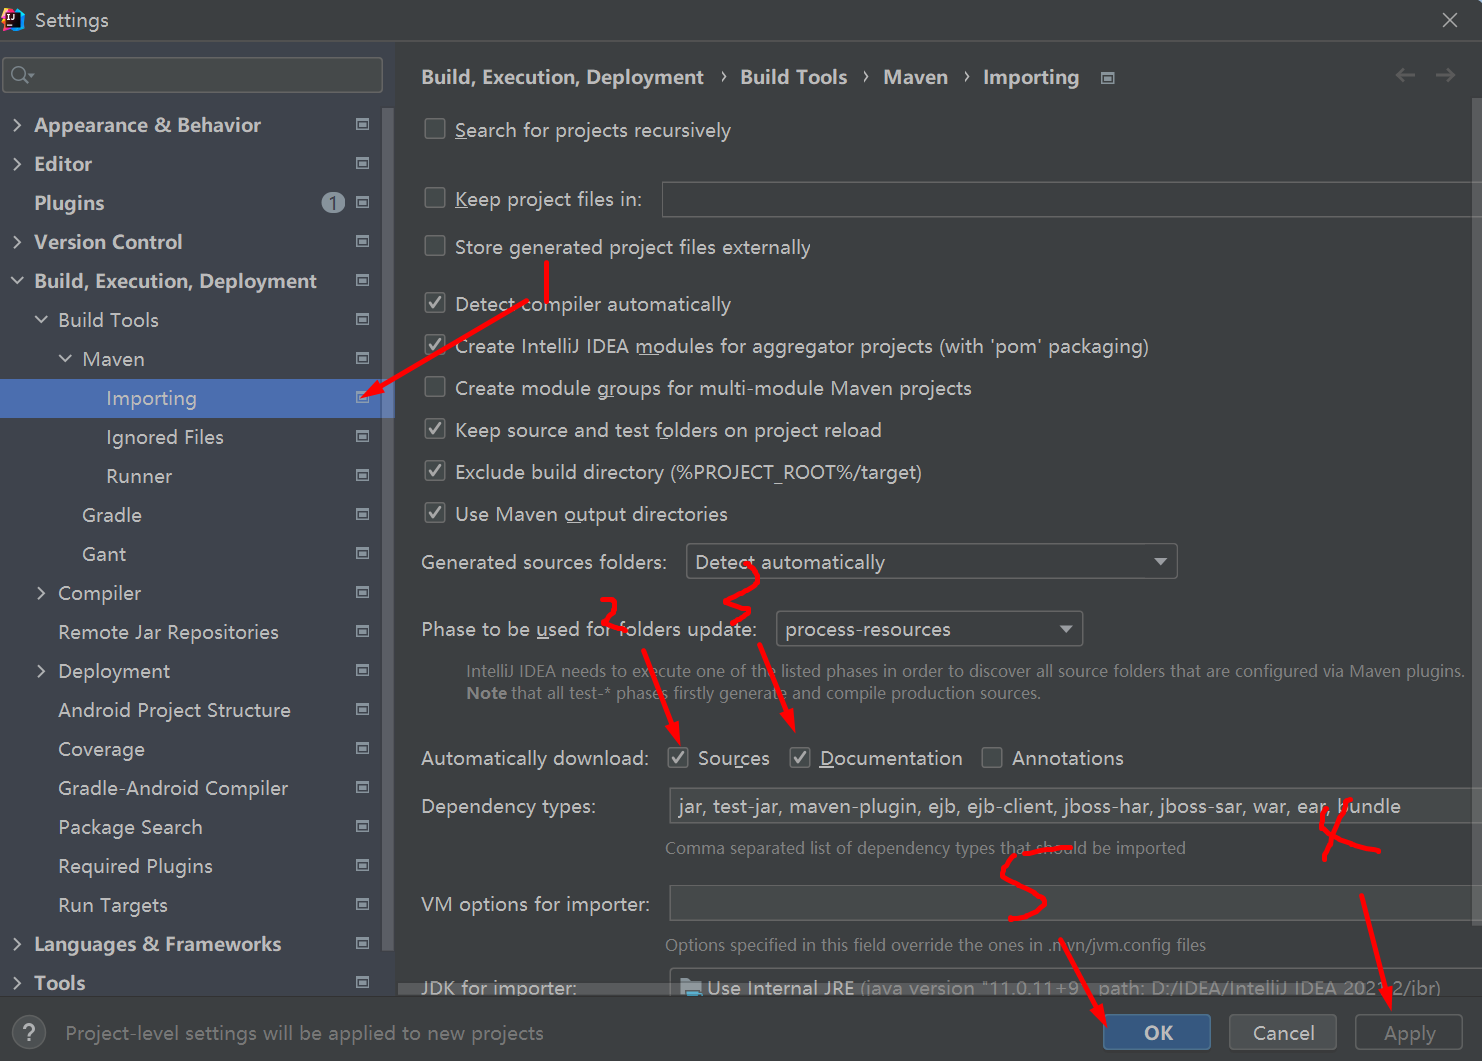 Settings
Appearance & Behavior
Editor
Plugins 1
Version Control
Build, Execution, Deployment
Build Tools
Maven
Importing
Ignored Files
Runner
Gradle
Gant
Compiler
Remote Jar Repositories
Deployment
Android Project Structure
Coverage
Gradle-Android Compiler
Package Search
Required Plugins
Run Targets
Languages & Frameworks
Tools
Build, Execution, Deployment › Build Tools › Maven › Importing
Search for projects recursively
Keep project files in:
Store generated project files externally
1
Detect compiler automatically
Create IntelliJ IDEA modules for aggregator projects (with 'pom' packaging)
Create module groups for multi-module Maven projects
Keep source and test folders on project reload
Exclude build directory (%PROJECT_ROOT%/target)
Use Maven output directories
Generated sources folders: Detect automatically
2 3
Phase to be used for folders update: process-resources
IntelliJ IDEA needs to execute one of the listed phases in order to discover all source folders that are configured via Maven plugins.
Note that all test-* phases firstly generate and compile production sources.
Automatically download: Sources Documentation Annotations
Dependency types: jar, test-jar, maven-plugin, ejb, ejb-client, jboss-har, jboss-sar, war, ear, bundle
4
Comma separated list of dependency types that should be imported
5
VM options for importer:
Options specified in this field override the ones in .mvn/jvm.config files
JDK for importer: Use Internal JRE (java version "11.0.11+9", path: D:/IDEA/IntelliJ IDEA 2021.2/jbr)
? Project-level settings will be applied to new projects
OK Cancel Apply